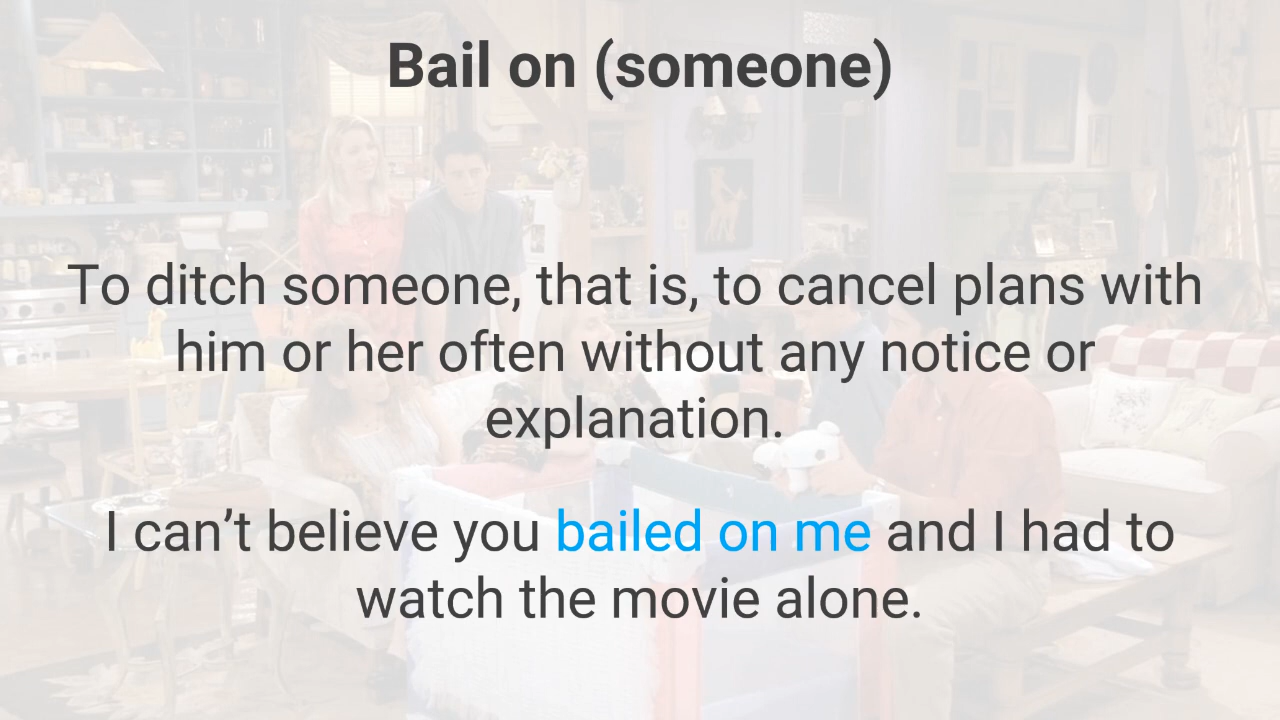 Bail on (someone)
To ditch someone, that is, to cancel plans with
him or her often without any notice or
explanation.
I can’t believe you bailed on me and I had to
watch the movie alone.